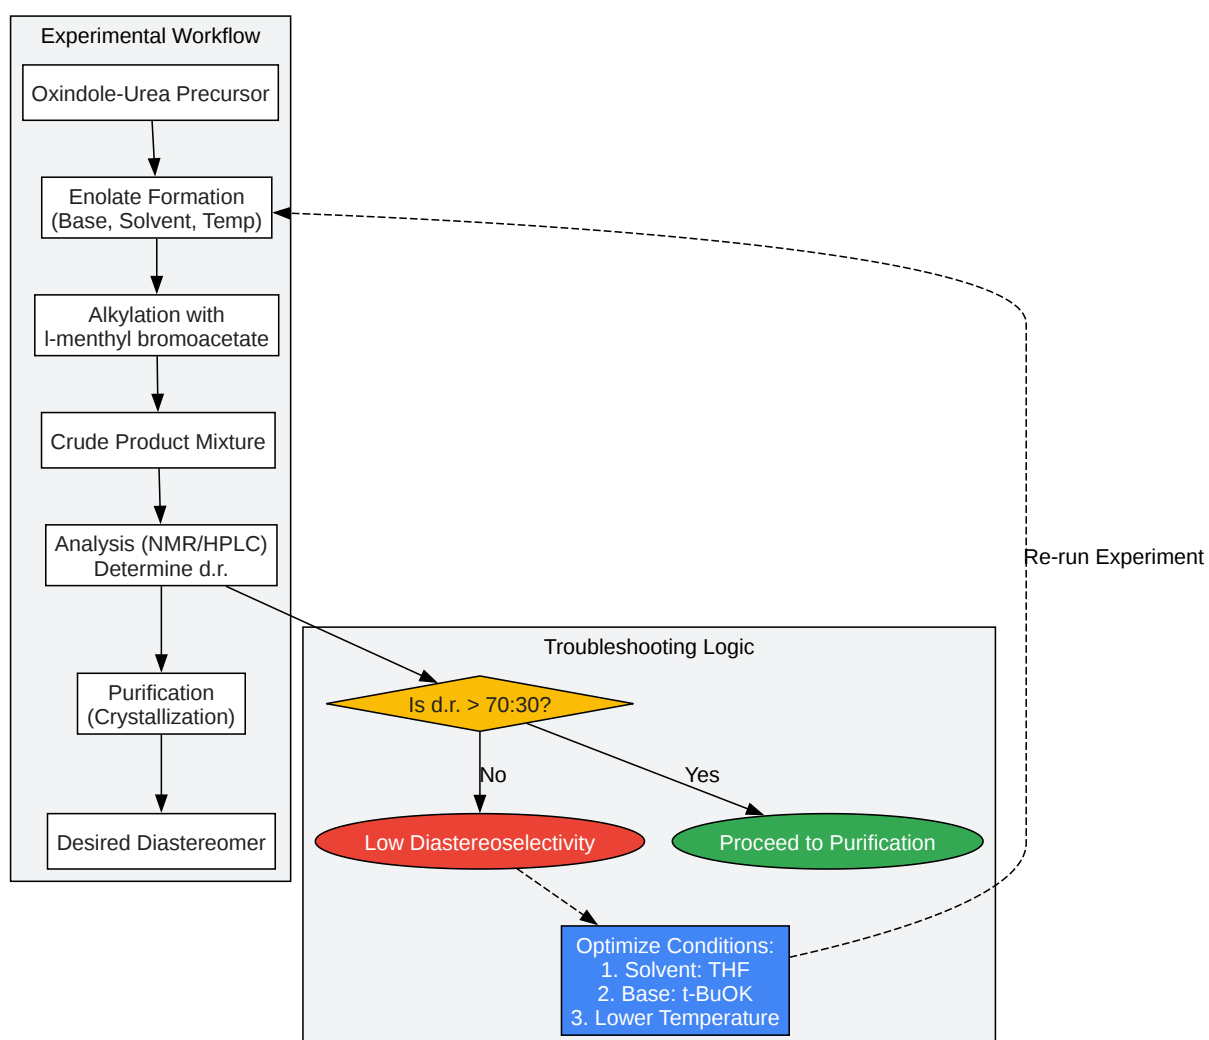 Experimental Workflow
Oxindole-Urea Precursor
Enolate Formation
(Base, Solvent, Temp)
Alkylation with
l-menthyl bromoacetate
Crude Product Mixture
Analysis (NMR/HPLC)
Determine d.r.
Purification
(Crystallization)
Desired Diastereomer
Troubleshooting Logic
Is d.r. > 70:30?
No
Yes
Low Diastereoselectivity
Proceed to Purification
Optimize Conditions:
1. Solvent: THF
2. Base: t-BuOK
3. Lower Temperature
Re-run Experiment